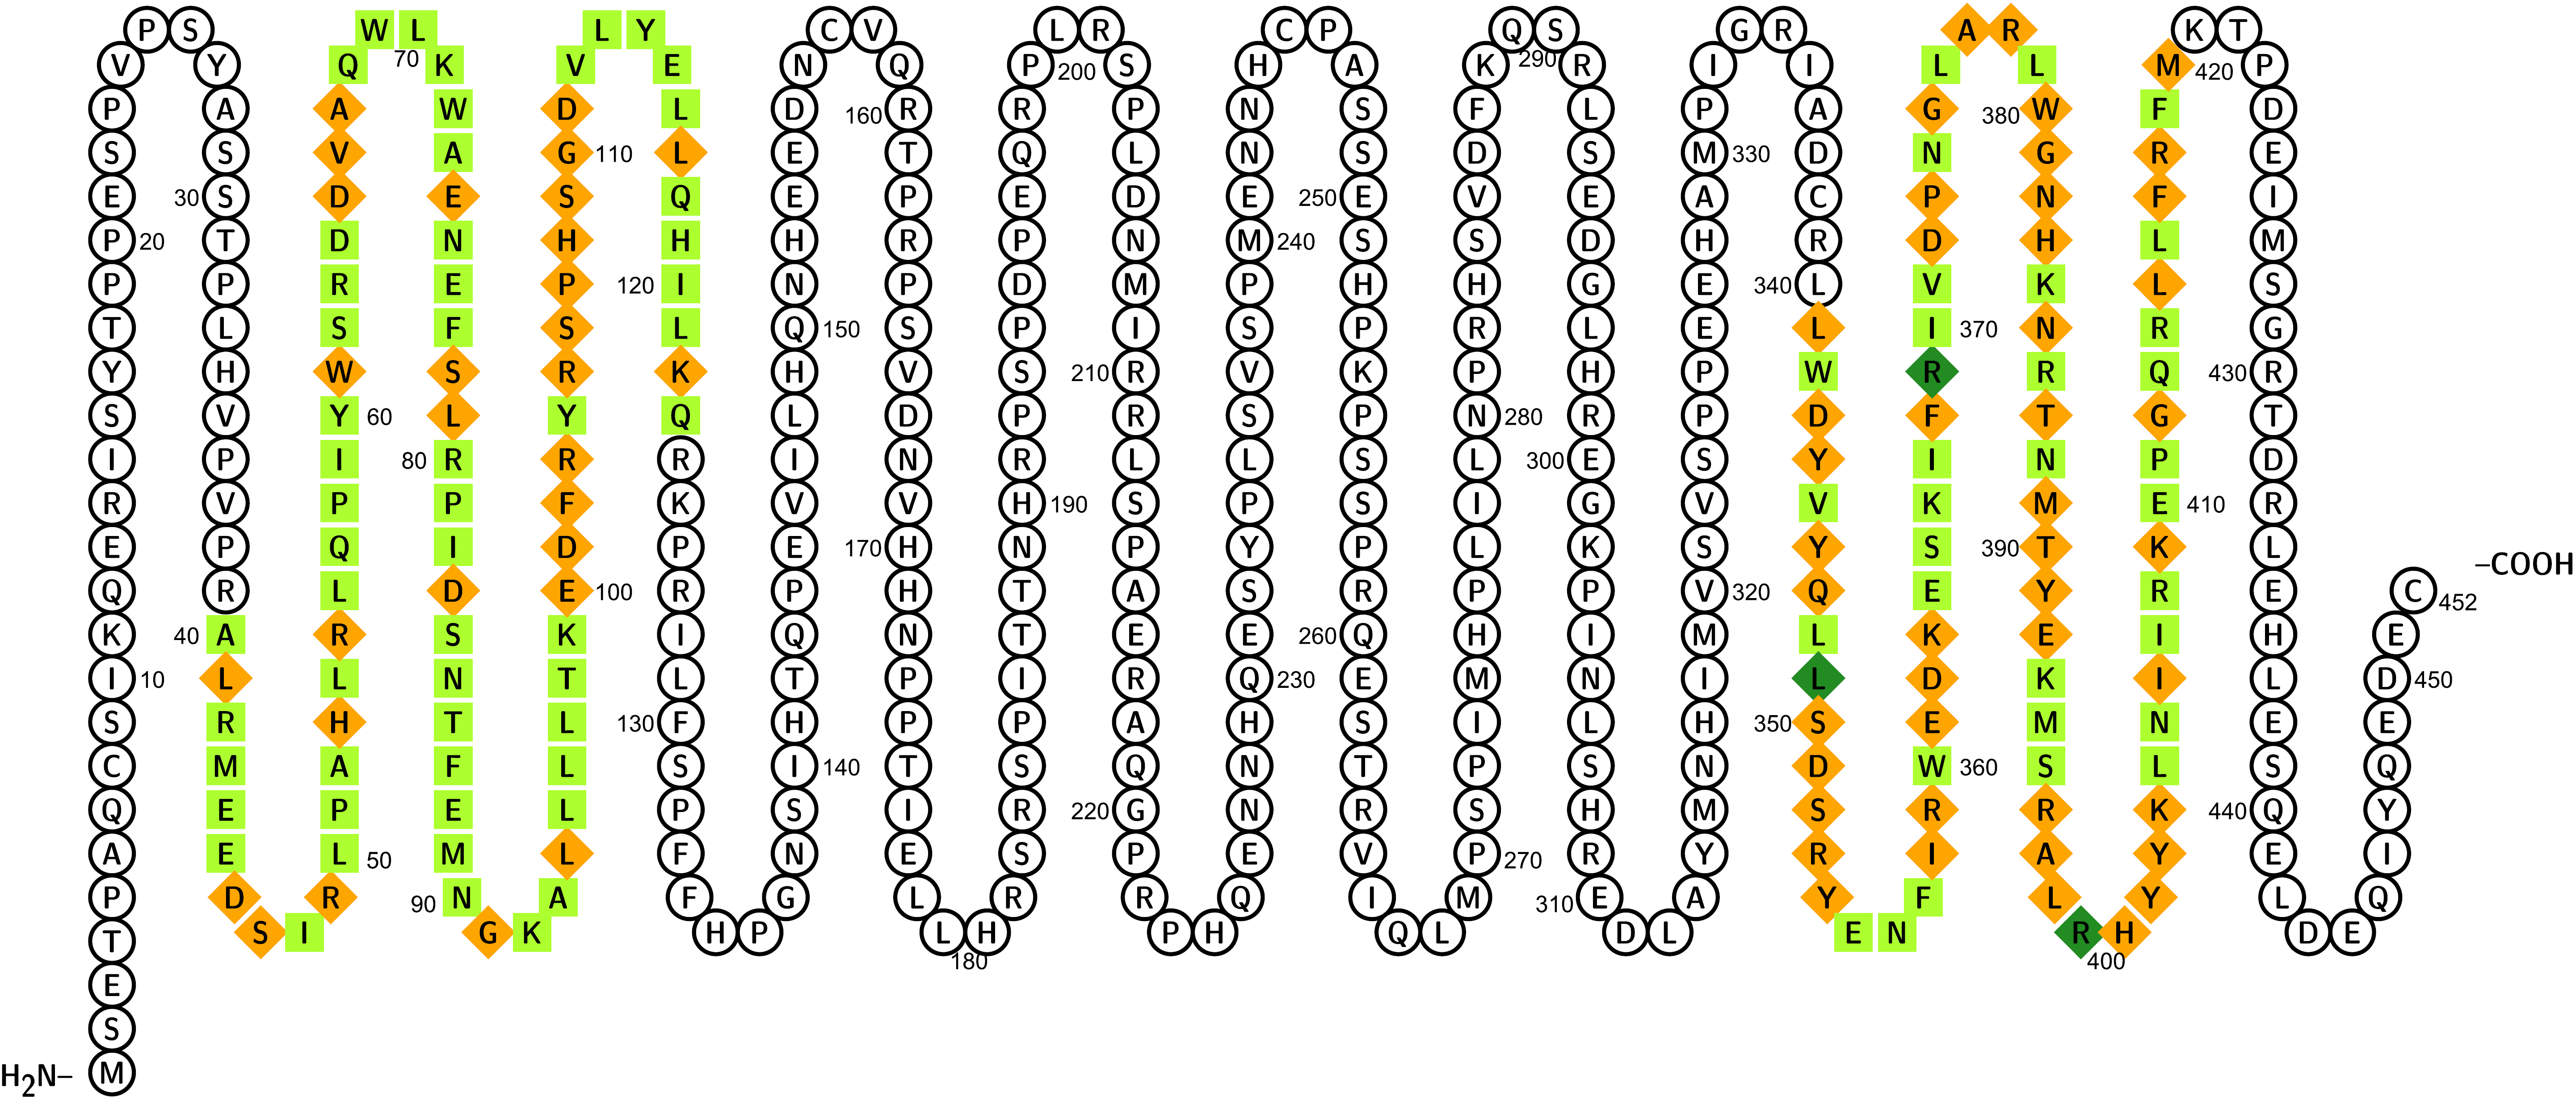 H2N–
M S E T P A Q C S I 10 K Q E R I S Y T P P 20 E S P V P S Y
A S S 30 T P L H V P V P R A 40 L R M E E D S I R
L 50 P A H L R L Q P I Y 60 W S R D D V A Q W L 70 K
W A E N E F S L R 80 P I D S N T F E M N 90 G K A
L L L L T K E 100 D F R Y R S P H S G 110 D V L Y E
L L Q H I 120 L K Q R K P R I L F 130 S P F F H P G
N S I 140 H T Q P E V I L H Q 150 N H E D N C V Q
R 160 T P R P S V D N V H 170 H N P P T I E L L H 180 R
S R S P I T T N H 190 R P S P D P E Q R P L 200 R S
P L D N M I R 210 R L S P A E R A Q G 220 P R P H Q
E N N H Q 230 E S Y P L S V S P M 240 E N N H C P A
S S E 250 S H P K P S S P R Q 260 E S T R V I Q L M
P 270 S P I M H P L I L N 280 P R H S V D F K Q S 290 R
L S E D G L H R E 300 G K P I N L S H R E 310 D L A
Y M N H I M V 320 S V S P P E E H A M 330 P I G R I
A D C R L 340 L W D Y V Y Q L L S 350 D S R Y E N F
I R W 360 E D K E S K I F R I 370 V D P N G L A R L
W 380 G N H K N R T N M T 390 Y E K M S R A L R 400 H Y
Y K L N I I R K E 410 P G Q R L L F R F M 420 K T P
D E I M S G R 430 T D R L E H L E S Q 440 E L D E Q
I Y Q E D 450 E C 452
–COOH